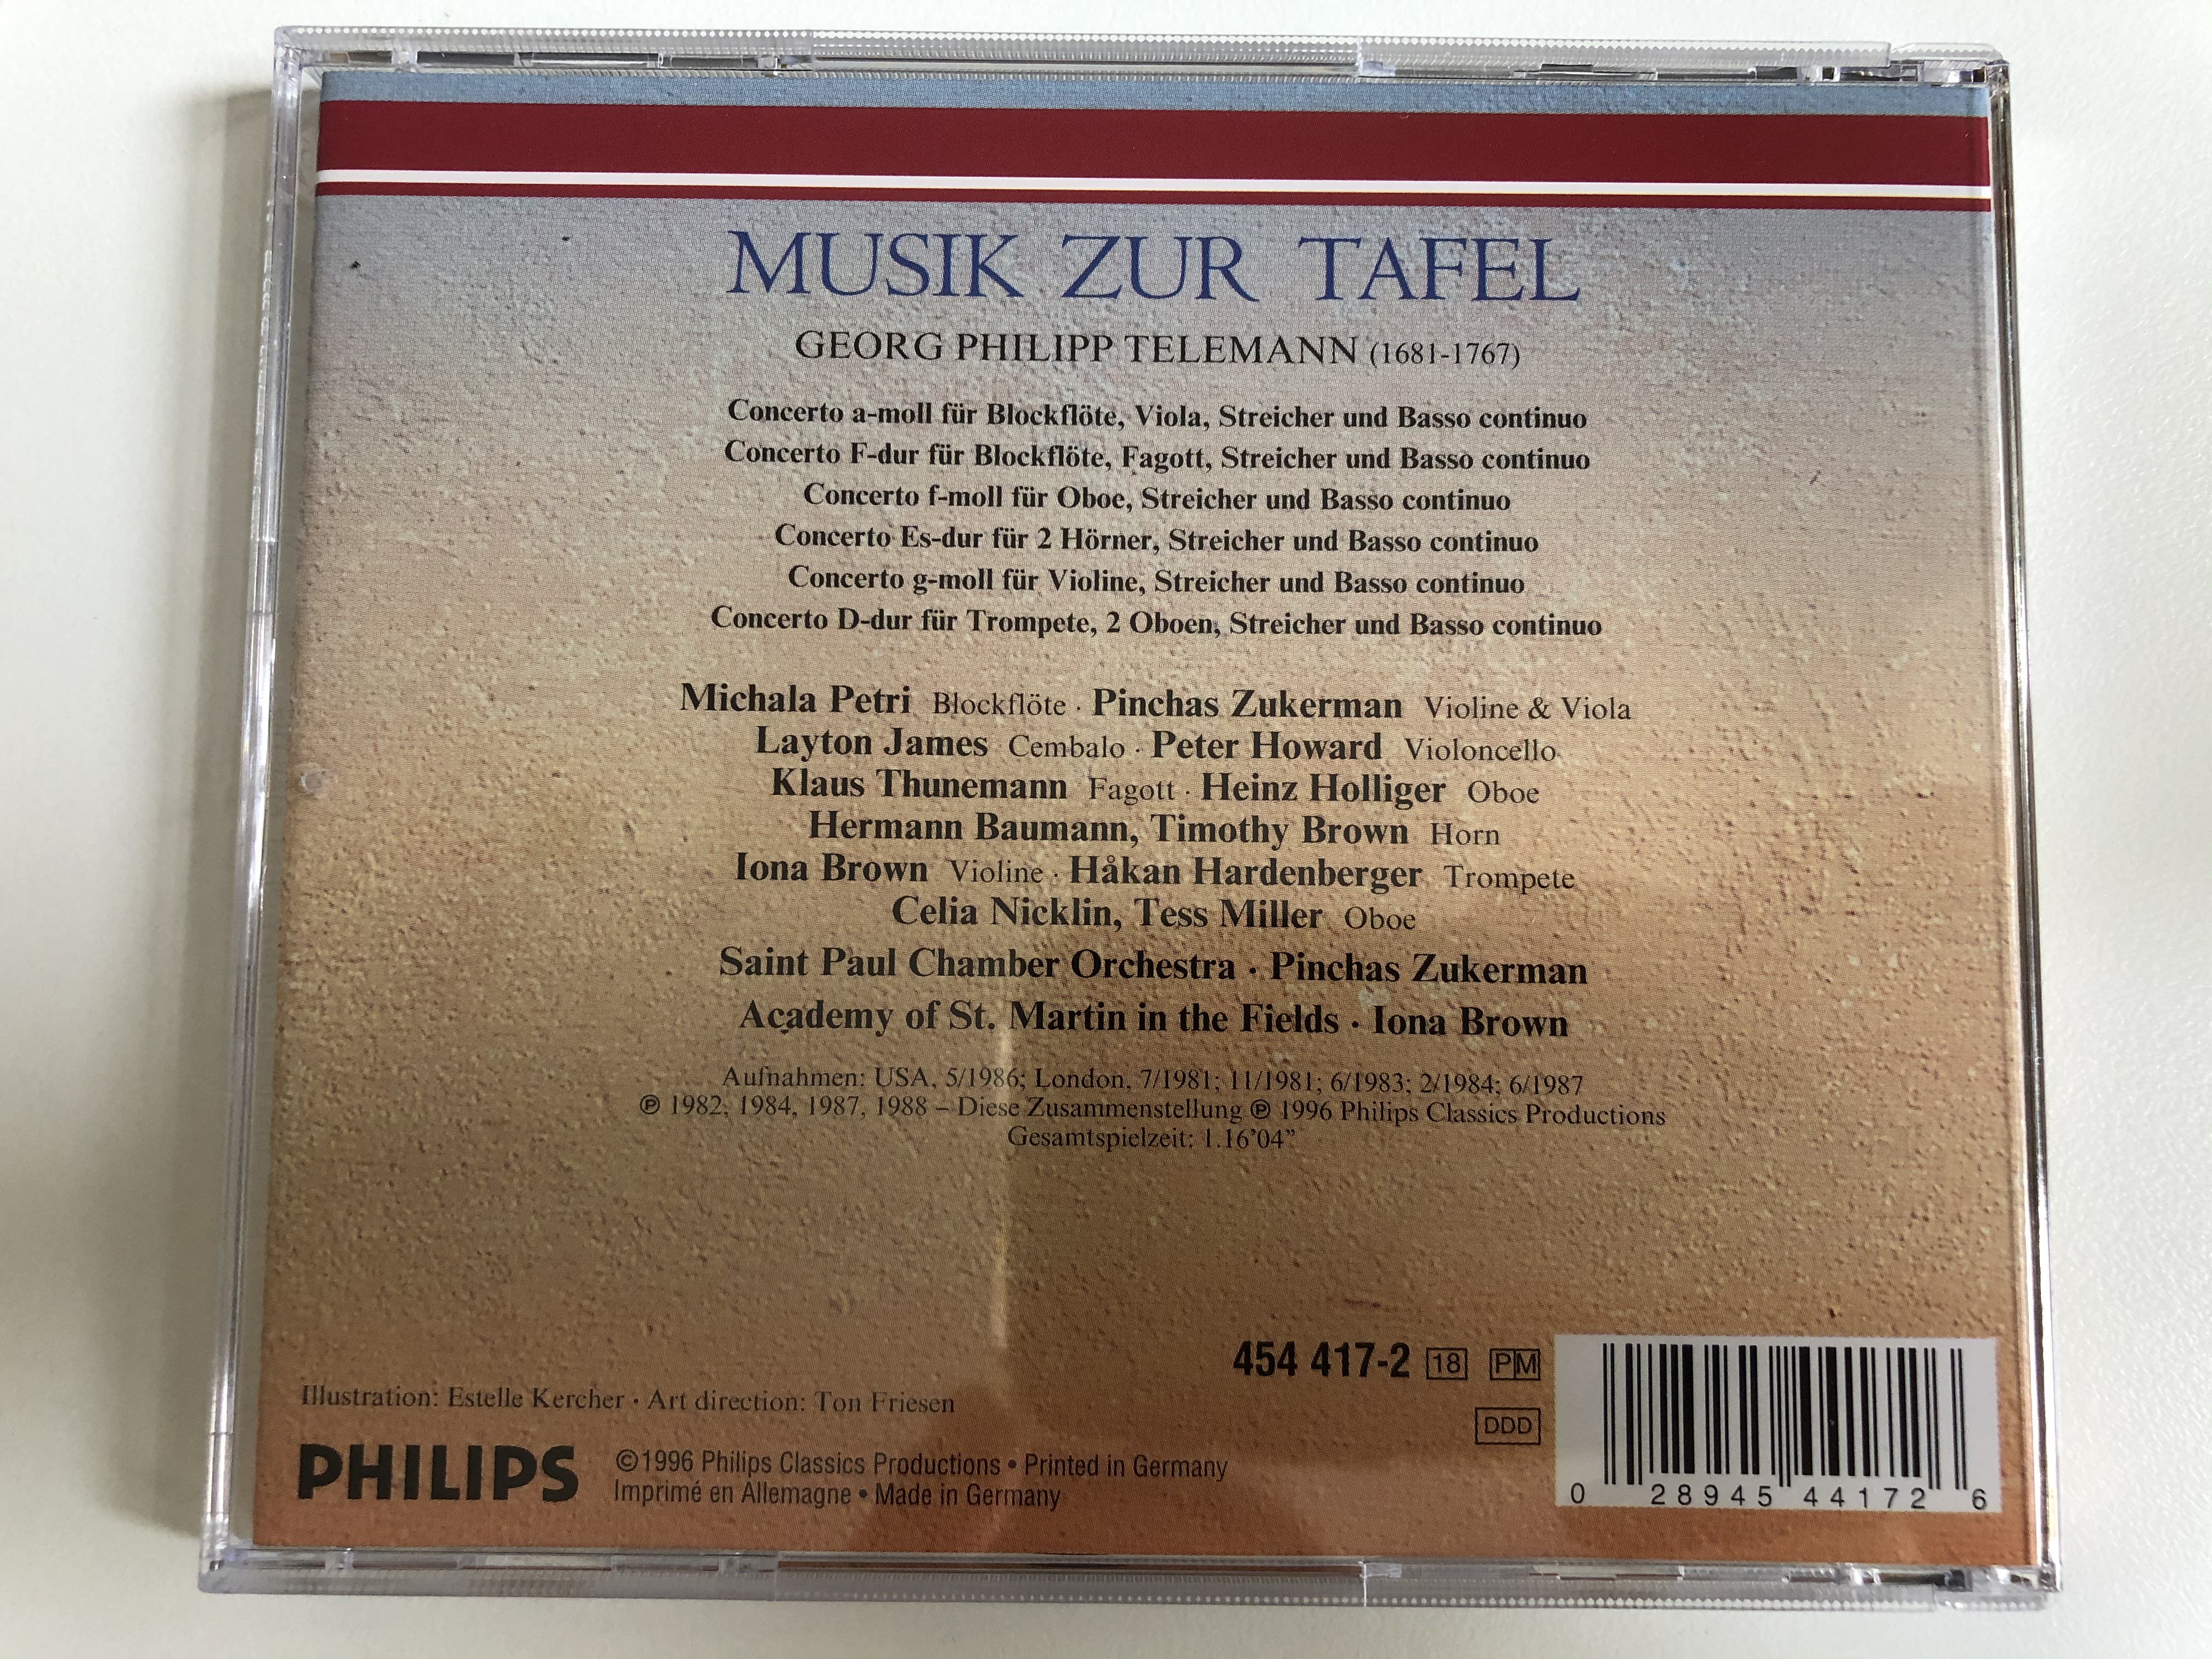 MUSIK ZUR TAFEL
GEORG PHILIPP TELEMANN (1681-1767)
Concerto a-moll für Blockflöte, Viola, Streicher und Basso continuo
Concerto F-dur für Blockflöte, Fagott, Streicher und Basso continuo
Concerto f-moll für Oboe, Streicher und Basso continuo
Concerto Es-dur für 2 Hörner, Streicher und Basso continuo
Concerto g-moll für Violine, Streicher und Basso continuo
Concerto D-dur für Trompete, 2 Oboen, Streicher und Basso continuo
Michala Petri Blockflöte · Pinchas Zukerman Violine & Viola
Layton James Cembalo · Peter Howard Violoncello
Klaus Thunemann Fagott · Heinz Holliger Oboe
Hermann Baumann, Timothy Brown Horn
Iona Brown Violine · Håkan Hardenberger Trompete
Celia Nicklin, Tess Miller Oboe
Saint Paul Chamber Orchestra · Pinchas Zukerman
Academy of St. Martin in the Fields · Iona Brown
Aufnahmen: USA, 5/1986; London, 7/1981; 11/1981; 6/1983; 2/1984; 6/1987
℗ 1982, 1984, 1987, 1988 – Diese Zusammenstellung ℗ 1996 Philips Classics Productions
Gesamtspielzeit: 1.16'04"
454 417-2 18 PM
DDD
Illustration: Estelle Kercher · Art direction: Ton Friesen
PHILIPS
©1996 Philips Classics Productions • Printed in Germany
Imprimé en Allemagne • Made in Germany
0 28945 44172 6